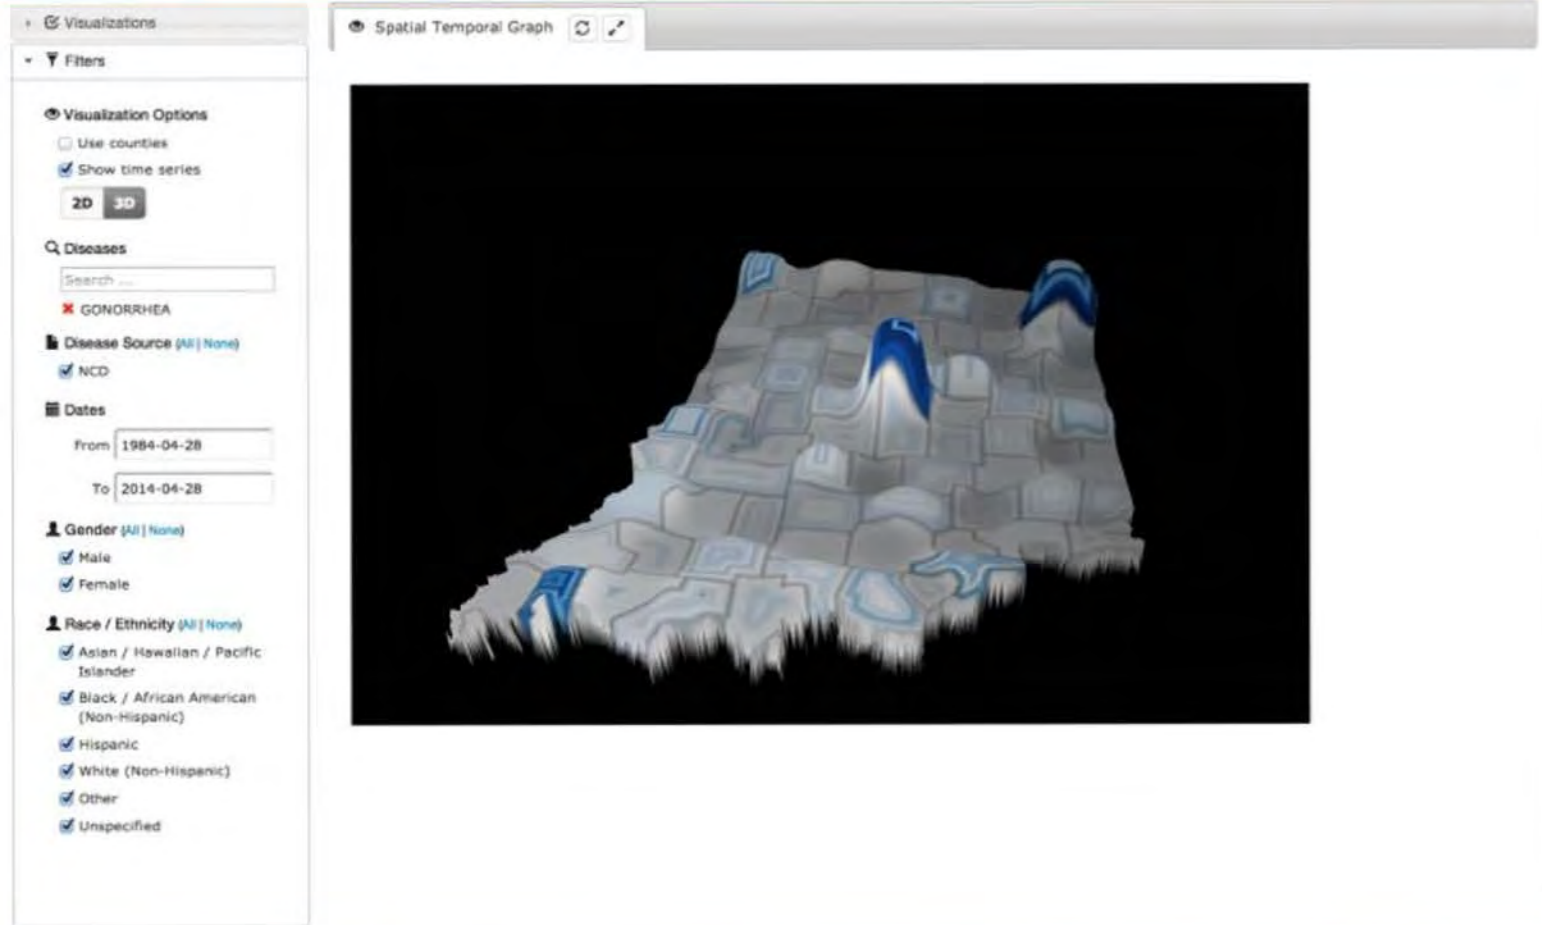 Visualizations
Filters
Visualization Options
Use counties
Show time series
2D 3D
Diseases
Search ...
GONORRHEA
Disease Source (All | None)
NCD
Dates
From 1984-04-28
To 2014-04-28
Gender (All | None)
Male
Female
Race / Ethnicity (All | None)
Asian / Hawaiian / Pacific
Islander
Black / African American
(Non-Hispanic)
Hispanic
White (Non-Hispanic)
Other
Unspecified
Spatial Temporal Graph